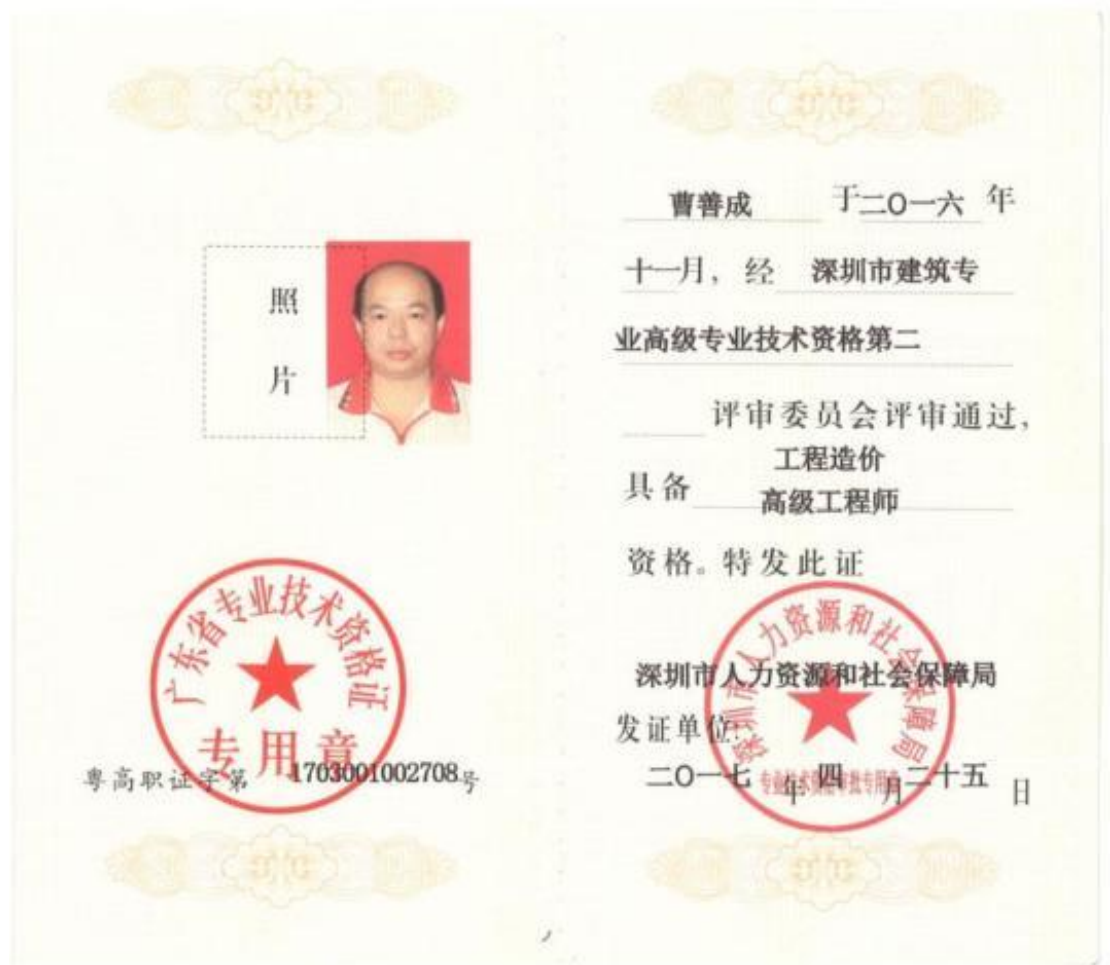 照
片
广东省专业技术资格证
专用章
粤高职证字第1703001002708号
曹善成 于二〇一六 年
十一月，经 深圳市建筑专
业高级专业技术资格第二
评审委员会评审通过，
工程造价
具备 高级工程师
资格。特发此证
深圳市人力资源和社会保障局
深圳市人力资源和社会保障局
发证单位:
二〇一七 年 四 月二十五 日